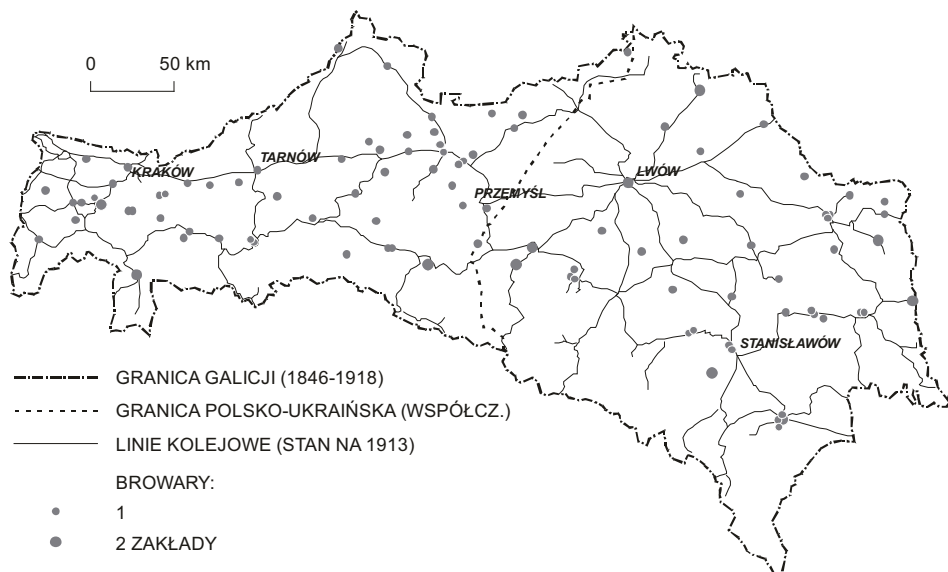 0 50 km
KRAKÓW
TARNÓW
PRZEMYŚL
ŁWÓW
STANISŁAWÓW
GRANICA GALICJI (1846-1918)
GRANICA POLSKO-UKRAIŃSKA (WSPÓŁCZ.)
LINIE KOLEJOWE (STAN NA 1913)
BROWARY:
1
2 ZAKŁADY